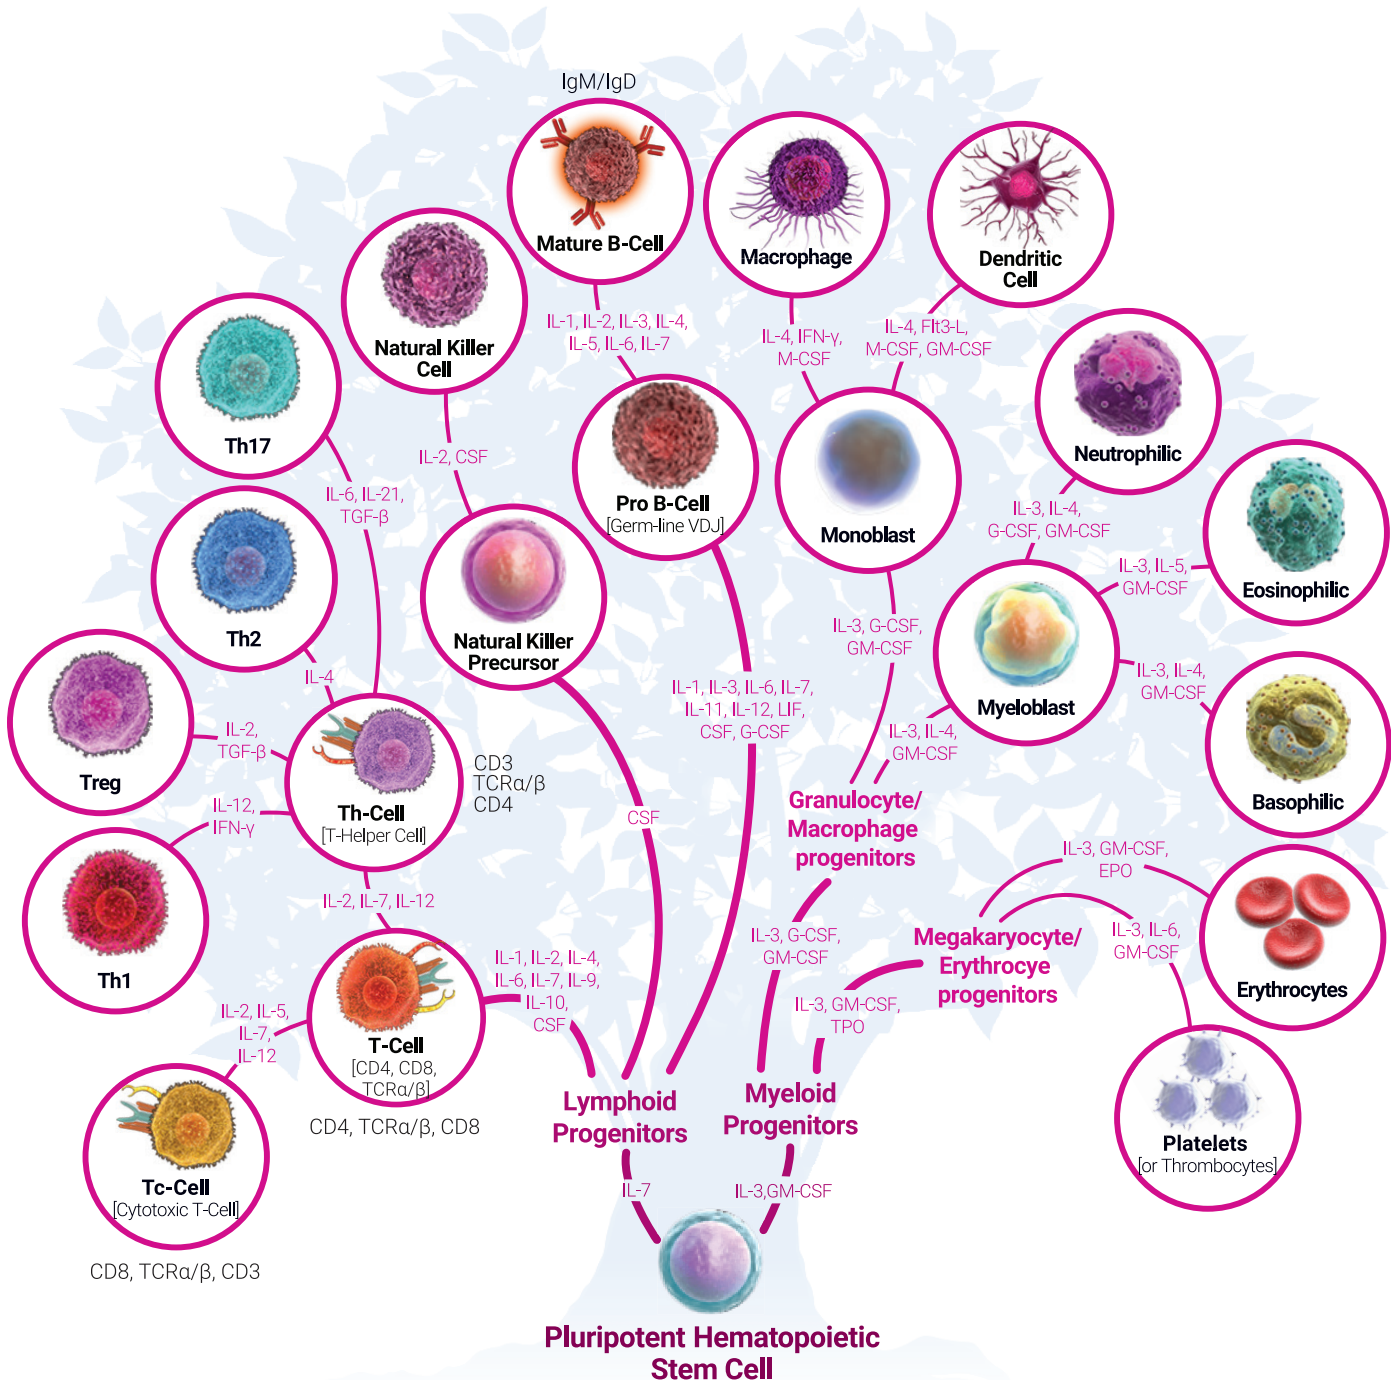 IgM/IgD
Mature B-Cell
Macrophage
Dendritic
Cell
Natural Killer
Cell
IL-1, IL-2, IL-3, IL-4,
IL-5, IL-6, IL-7
IL-4, IFN-γ,
M-CSF
IL-4, Flt3-L,
M-CSF, GM-CSF
Th17
IL-2, CSF
Neutrophilic
IL-6, IL-21,
TGF-β
Pro B-Cell
[Germ-line VDJ]
Monoblast
IL-3, IL-4,
G-CSF, GM-CSF
IL-3, IL-5,
GM-CSF
Eosinophilic
Th2
Natural Killer
Precursor
IL-3, G-CSF,
GM-CSF
IL-4
IL-1, IL-3, IL-6, IL-7,
IL-11, IL-12, LIF,
CSF, G-CSF
Myeloblast
IL-3, IL-4,
GM-CSF
IL-2,
TGF-β
IL-3, IL-4,
GM-CSF
Treg
CD3
TCRα/β
CD4
Th-Cell
[T-Helper Cell]
IL-12,
IFN-γ
CSF
Granulocyte/
Macrophage
progenitors
Basophilic
IL-3, GM-CSF,
EPO
IL-2, IL-7, IL-12
Th1
IL-1, IL-2, IL-4,
IL-6, IL-7, IL-9,
IL-10,
CSF
IL-3, G-CSF,
GM-CSF
Megakaryocyte/
Erythrocye
progenitors
IL-3, IL-6,
GM-CSF
Erythrocytes
IL-2, IL-5,
IL-7,
IL-12
T-Cell
[CD4, CD8,
TCRα/β]
IL-3, GM-CSF,
TPO
CD4, TCRα/β, CD8
Lymphoid
Progenitors
Myeloid
Progenitors
Platelets
[or Thrombocytes]
Tc-Cell
[Cytotoxic T-Cell]
IL-7
IL-3,GM-CSF
CD8, TCRα/β, CD3
Pluripotent Hematopoietic
Stem Cell